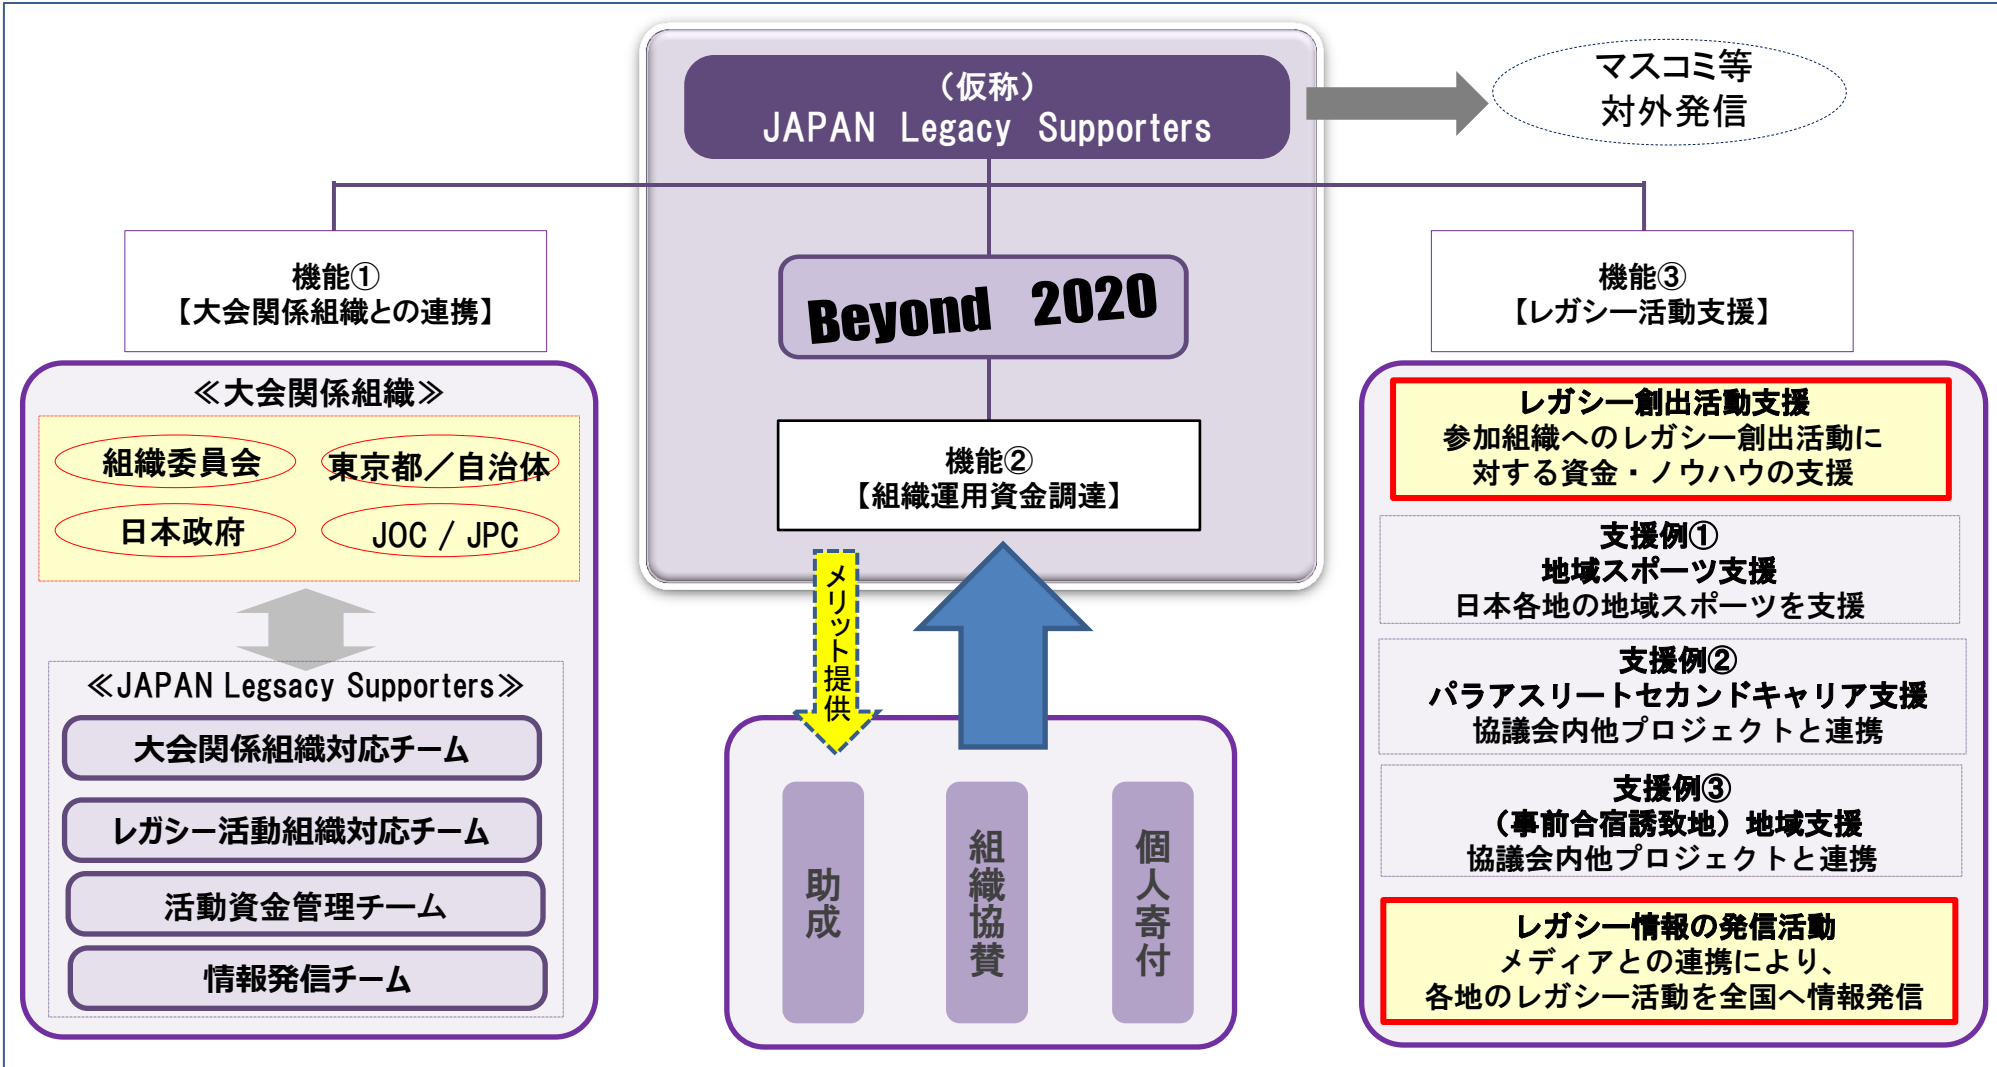 （仮称）
JAPAN Legacy Supporters
マスコミ等
対外発信
機能①
【大会関係組織との連携】
≪大会関係組織≫
組織委員会
東京都／自治体
日本政府
JOC / JPC
≪JAPAN Legsacy Supporters≫
大会関係組織対応チーム
レガシー活動組織対応チーム
活動資金管理チーム
情報発信チーム
Beyond 2020
機能②
【組織運用資金調達】
メリット提供
助成
組織協賛
個人寄付
機能③
【レガシー活動支援】
レガシー創出活動支援
参加組織へのレガシー創出活動に
対する資金・ノウハウの支援
支援例①
地域スポーツ支援
日本各地の地域スポーツを支援
支援例②
パラアスリートセカンドキャリア支援
協議会内他プロジェクトと連携
支援例③
（事前合宿誘致地）地域支援
協議会内他プロジェクトと連携
レガシー情報の発信活動
メディアとの連携により、
各地のレガシー活動を全国へ情報発信